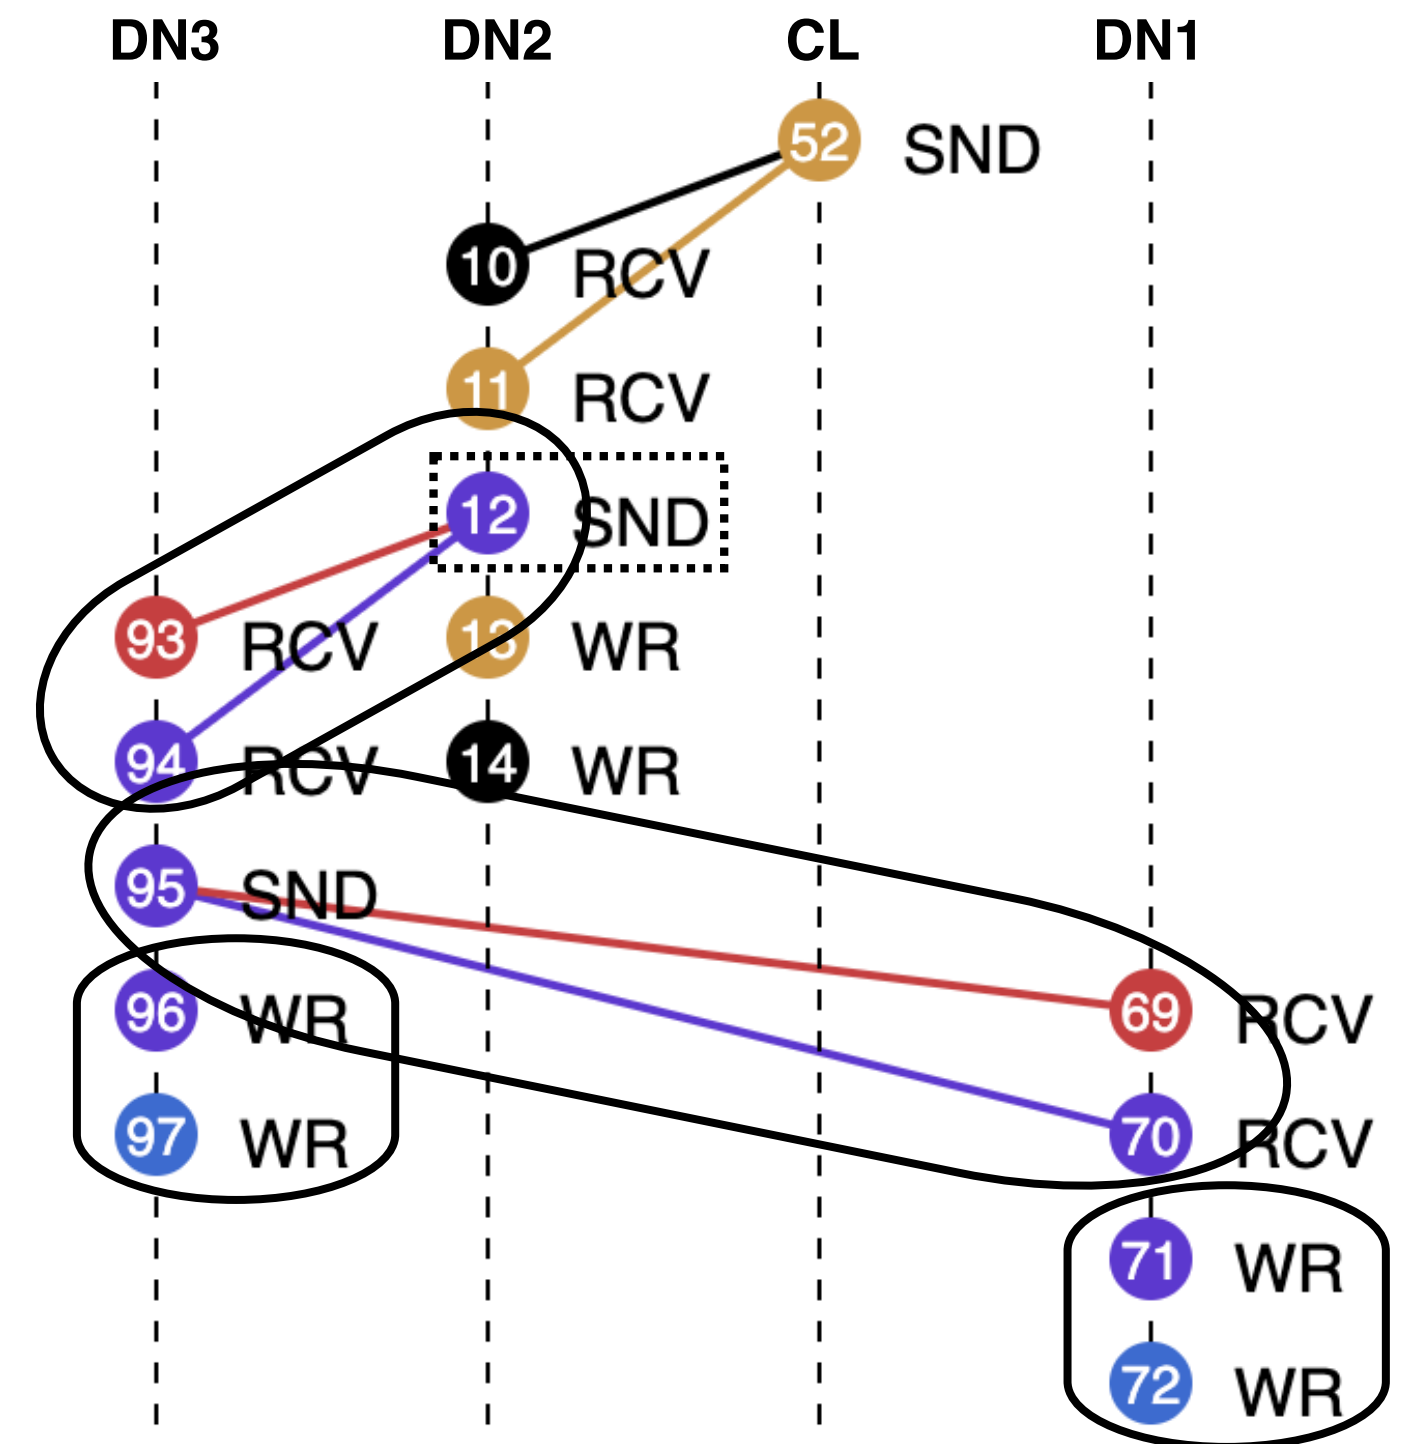 DN3 DN2 CL DN1
52 SND
10 RCV
11 RCV
12 SND
93 RCV 13 WR
94 RCV 14 WR
95 SND
96 WR 69 RCV
97 WR 70 RCV
71 WR
72 WR